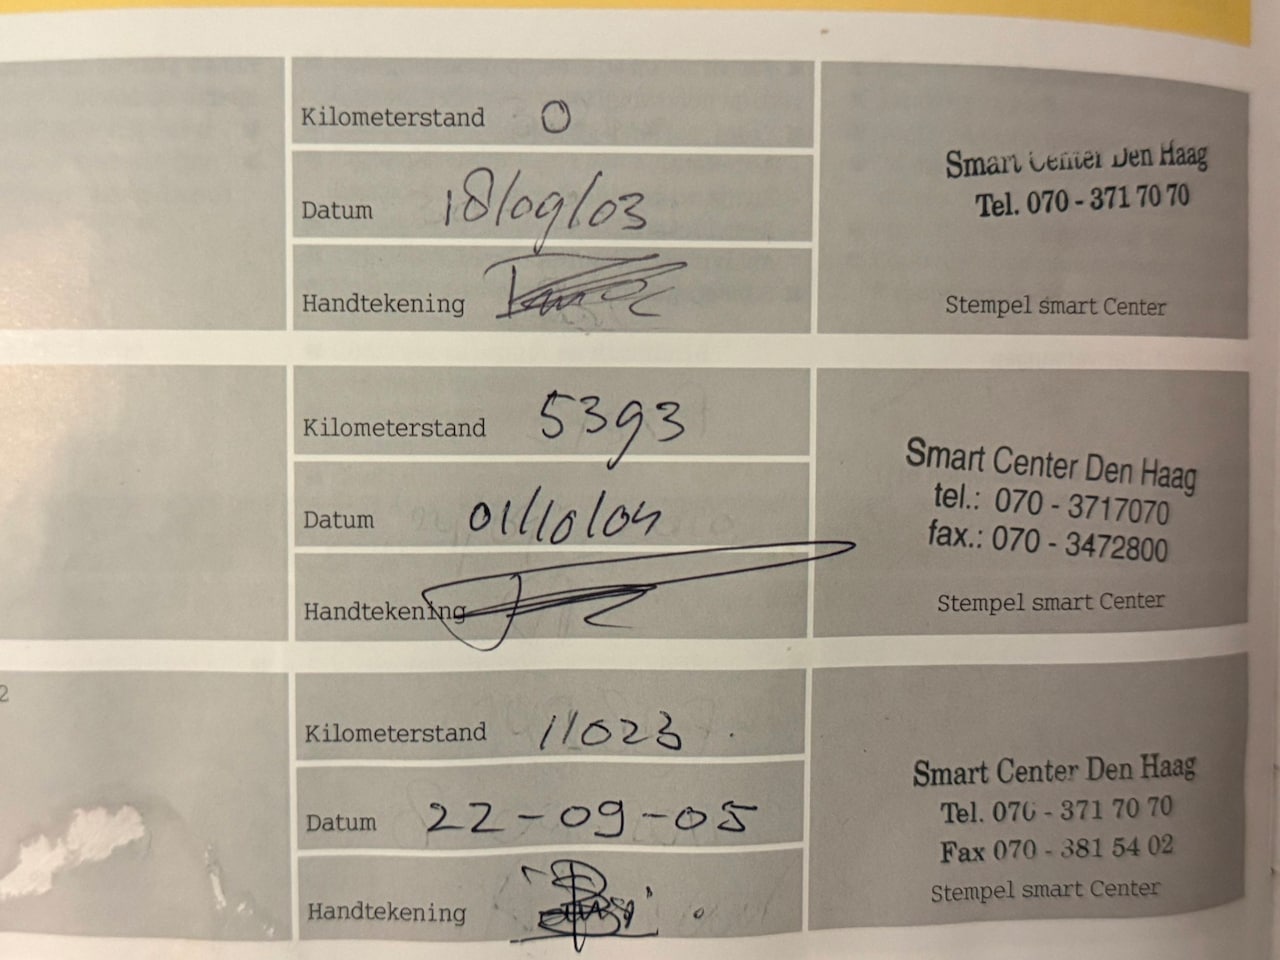 Kilometerstand 0
Datum 18/09/03
Handtekening
Smart Center Den Haag
Tel. 070 - 371 70 70
Stempel smart Center
Kilometerstand 5393
Datum 01/10/04
Handtekening
Smart Center Den Haag
tel.: 070 - 3717070
fax.: 070 - 3472800
Stempel smart Center
2
Kilometerstand 11023
Datum 22-09-05
Handtekening
Smart Center Den Haag
Tel. 070 - 371 70 70
Fax 070 - 381 54 02
Stempel smart Center